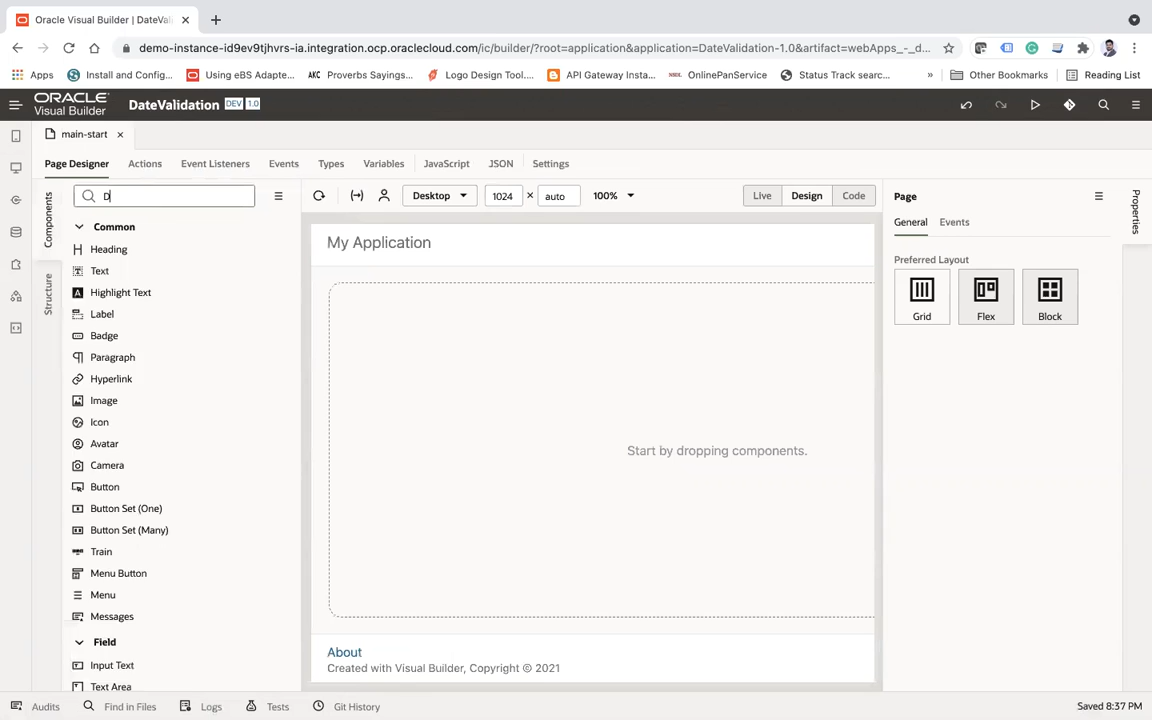 Oracle Visual Builder | DateVali
demo-instance-id9ev9tjhvrs-ia.integration.ocp.oraclecloud.com/ic/builder/?root=application&application=DateValidation-1.0&artifact=webApps_-_d...
Apps
Install and Config...
Using eBS Adapte...
AKC Proverbs Sayings...
Logo Design Tool....
API Gateway Insta...
OnlinePanService
Status Track searc...
»
Other Bookmarks
Reading List
ORACLE
Visual Builder
DateValidation DEV 1.0
main-start
Page Designer
Actions
Event Listeners
Events
Types
Variables
JavaScript
JSON
Settings
Components
Structure
D
Common
Heading
Text
Highlight Text
Label
Badge
Paragraph
Hyperlink
Image
Icon
Avatar
Camera
Button
Button Set (One)
Button Set (Many)
Train
Menu Button
Menu
Messages
Field
Input Text
Text Area
Desktop
1024 × auto
100%
Live
Design
Code
My Application
Start by dropping components.
About
Created with Visual Builder, Copyright © 2021
Page
General
Events
Preferred Layout
Grid
Flex
Block
Properties
Audits
Find in Files
Logs
Tests
Git History
Saved 8:37 PM